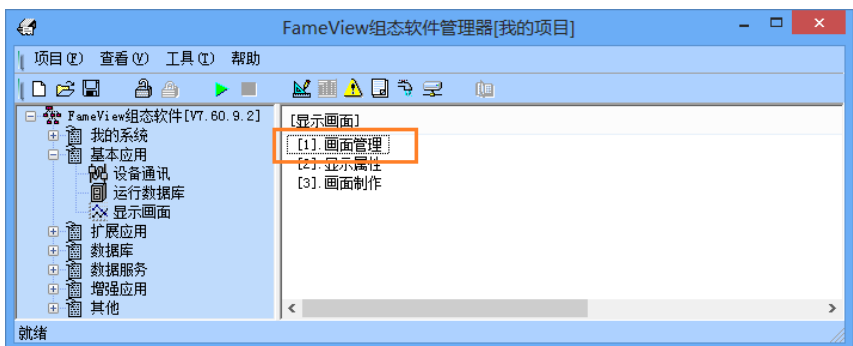 FameView组态软件管理器[我的项目]
项目(P) 查看(V) 工具(T) 帮助
FameView组态软件[V7.60.9.2]
我的系统
基本应用
设备通讯
运行数据库
显示画面
扩展应用
数据库
数据服务
增强应用
其他
[显示画面]
[1].画面管理
[2].显示属性
[3].画面制作
就绪